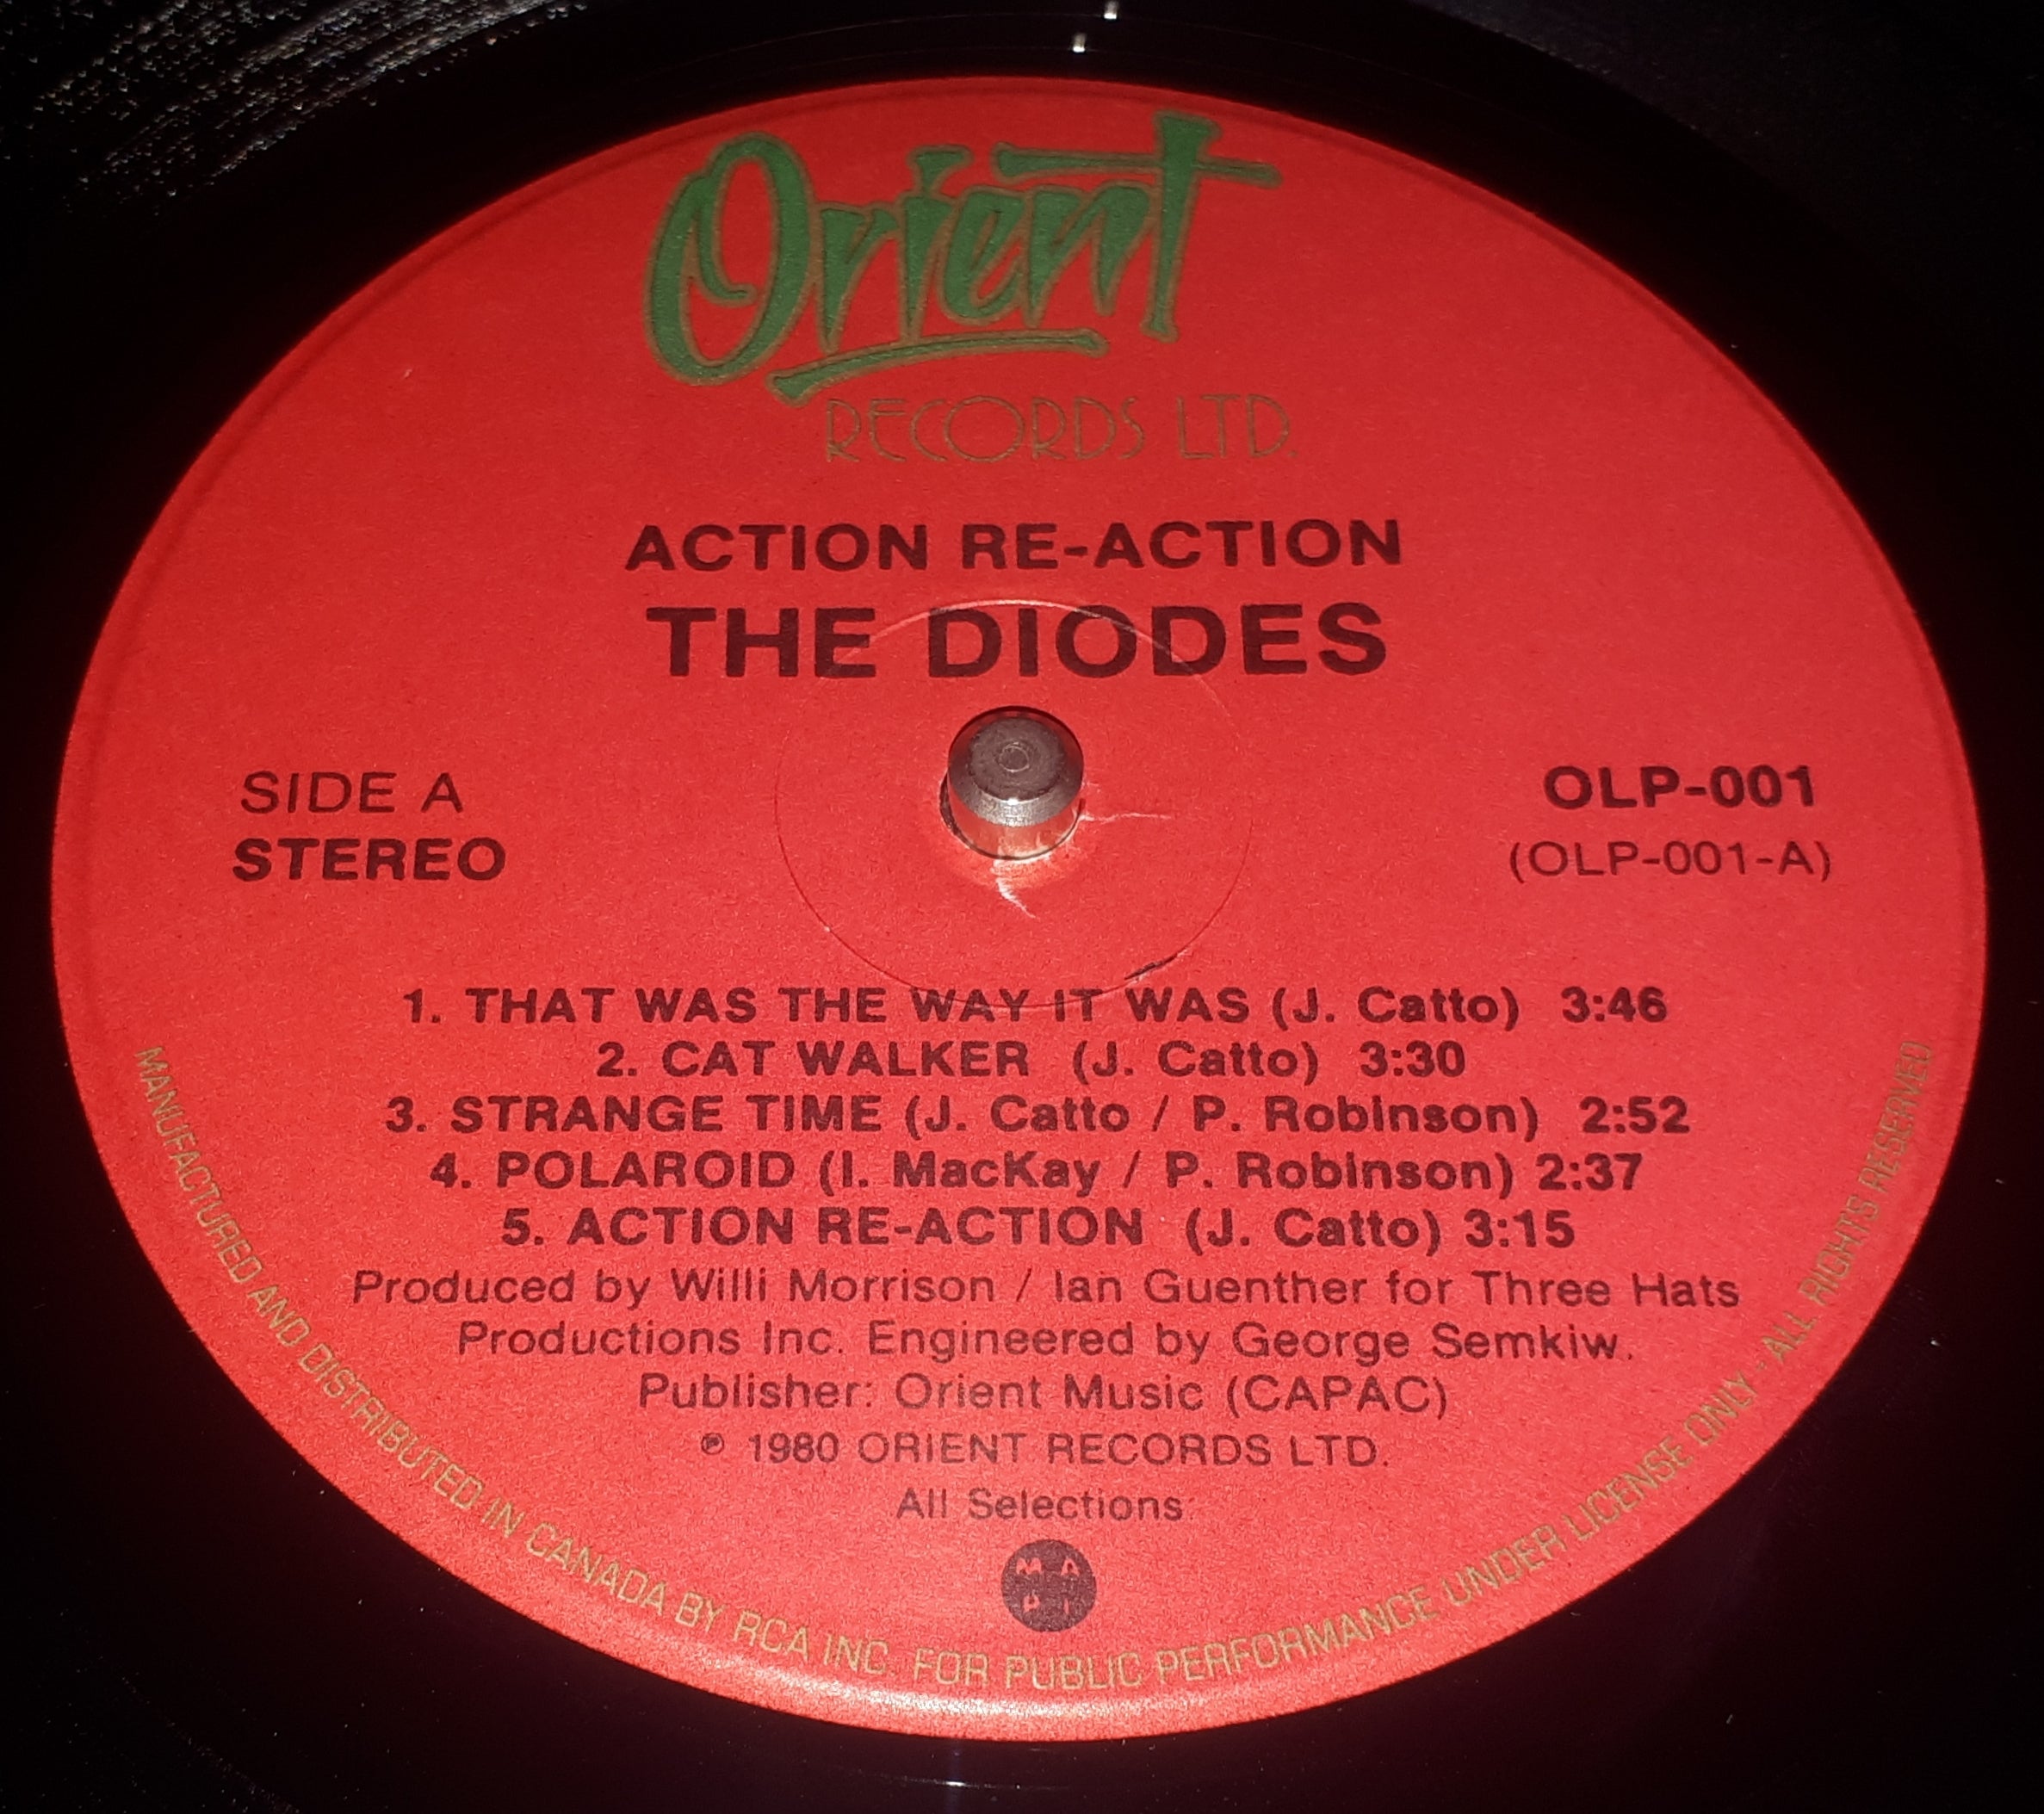 Orient
RECORDS LTD.
ACTION RE-ACTION
THE DIODES
SIDE A
STEREO
OLP-001
(OLP-001-A)
1. THAT WAS THE WAY IT WAS (J. Catto) 3:46
2. CAT WALKER (J. Catto) 3:30
3. STRANGE TIME (J. Catto / P. Robinson) 2:52
4. POLAROID (I. MacKay / P. Robinson) 2:37
5. ACTION RE-ACTION (J. Catto) 3:15
Produced by Willi Morrison / Ian Guenther for Three Hats
Productions Inc. Engineered by George Semkiw.
Publisher: Orient Music (CAPAC)
℗ 1980 ORIENT RECORDS LTD.
All Selections:
MA
PL
MANUFACTURED AND DISTRIBUTED IN CANADA BY RCA INC. FOR PUBLIC PERFORMANCE UNDER LICENSE ONLY - ALL RIGHTS RESERVED